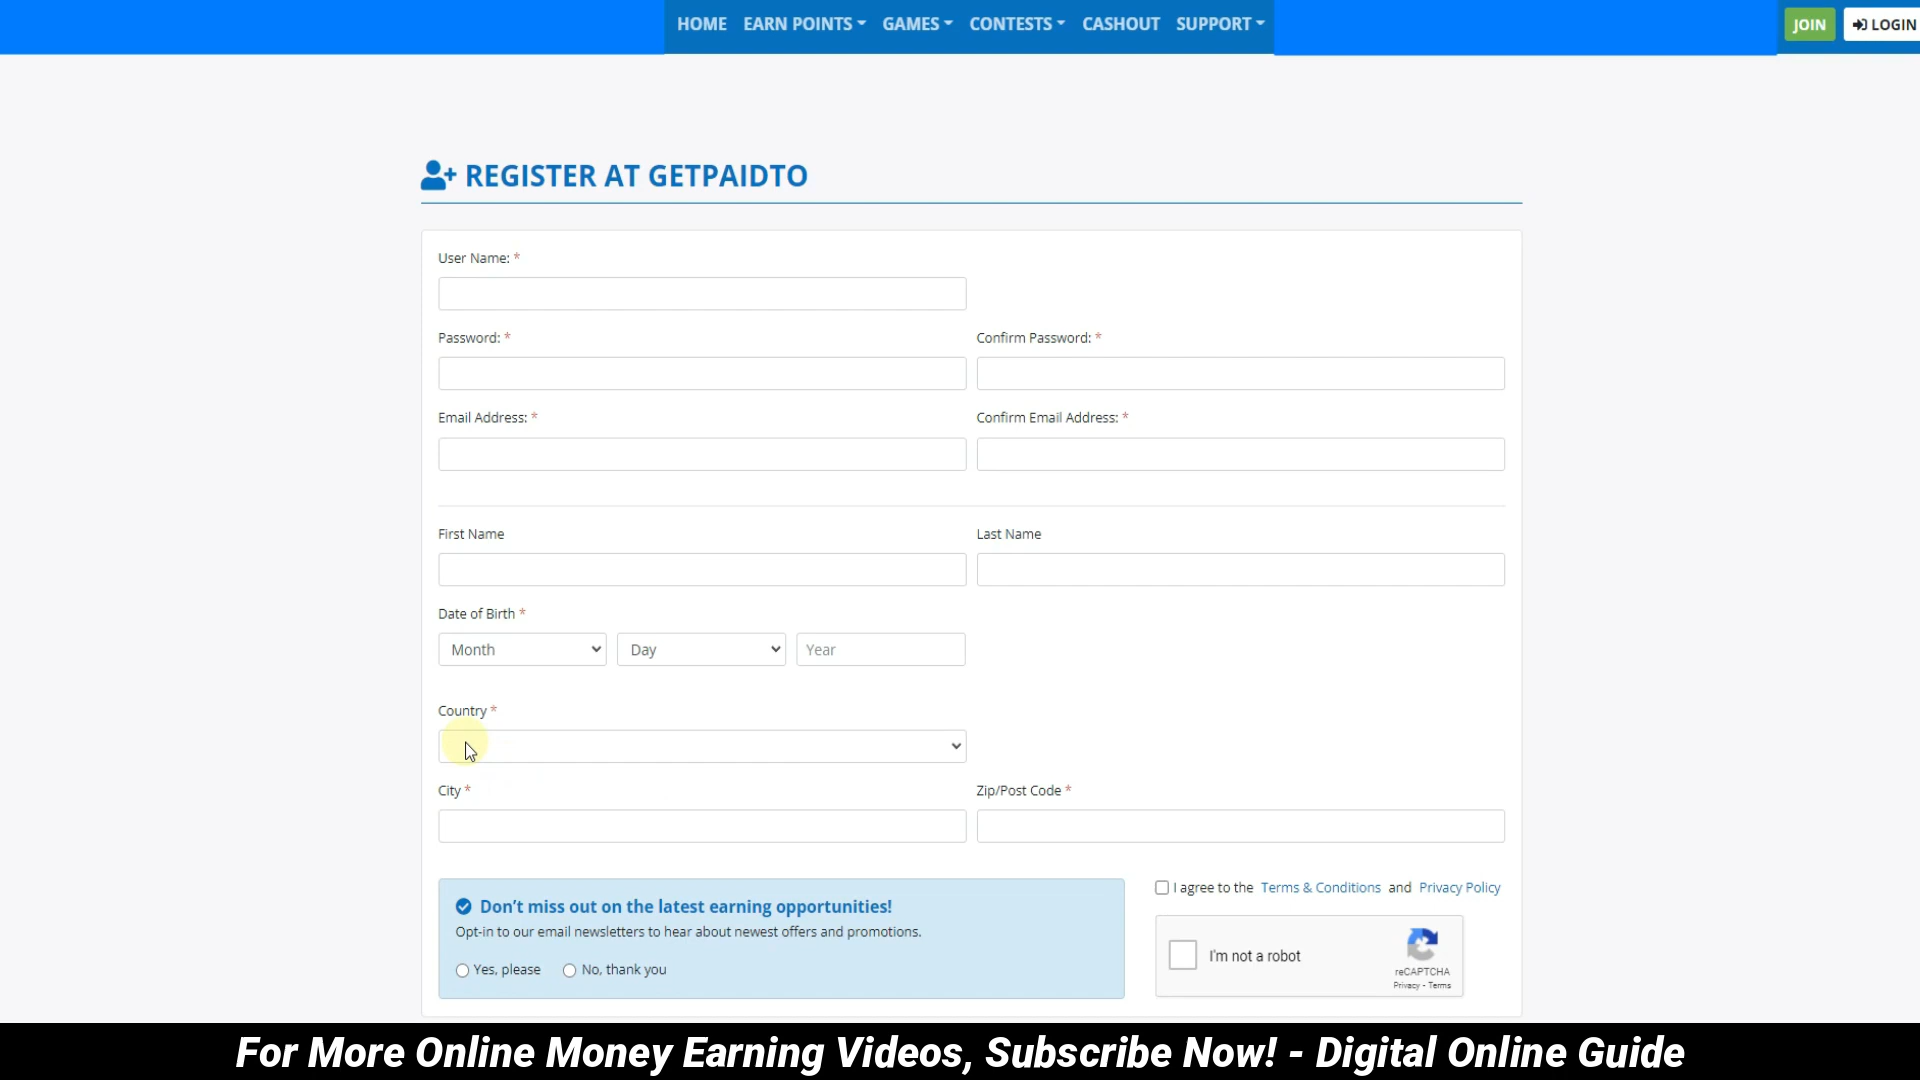 HOME EARN POINTS GAMES CONTESTS CASHOUT SUPPORT JOIN LOGIN
REGISTER AT GETPAIDTO
User Name: *
Password: * Confirm Password: *
Email Address: * Confirm Email Address: *
First Name Last Name
Date of Birth *
Month Day Year
Country *
City * Zip/Post Code *
I agree to the Terms & Conditions and Privacy Policy
Don't miss out on the latest earning opportunities!
Opt-in to our email newsletters to hear about newest offers and promotions.
Yes, please No, thank you
I'm not a robot
reCAPTCHA
Privacy - Terms
For More Online Money Earning Videos, Subscribe Now! - Digital Online Guide